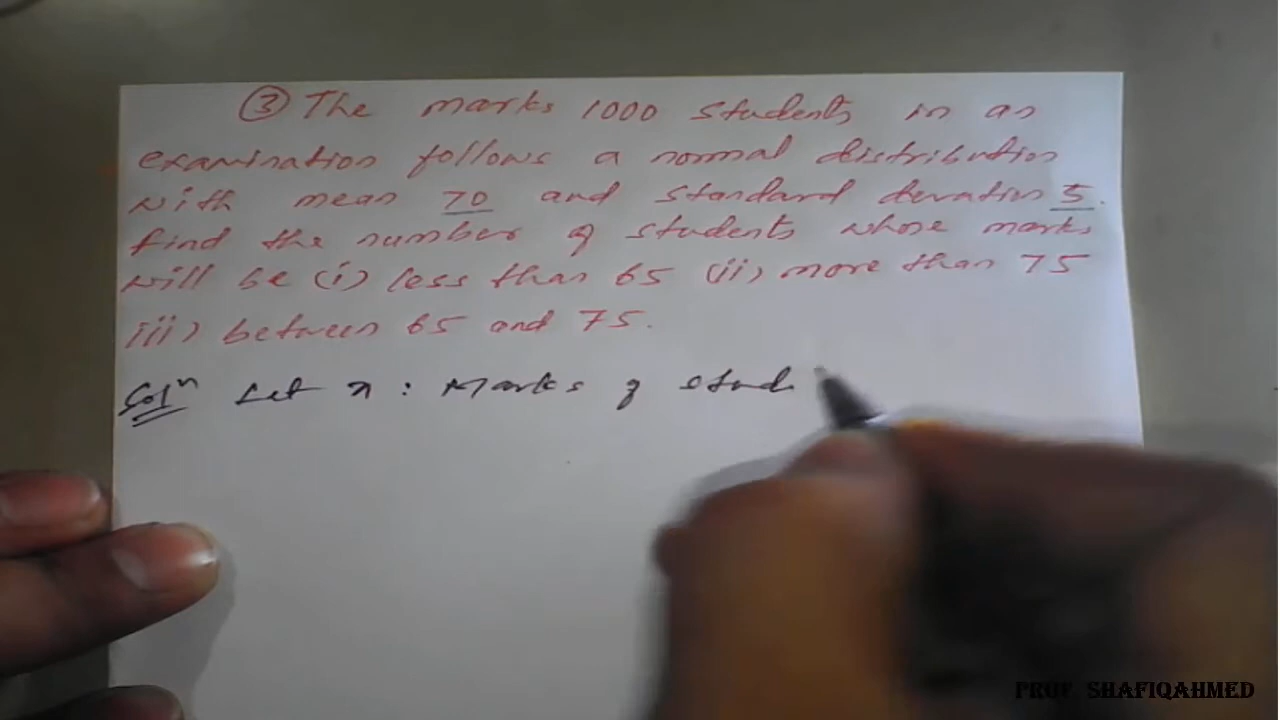 ③ The marks 1000 students in an
examination follows a normal distribution
with mean 70 and standard deviation 5.
find the number of students whose marks
will be (i) less than 65 (ii) more than 75
iii) between 65 and 75.
Solⁿ Let x : Marks of stud
PROF SHAFIQAHMED